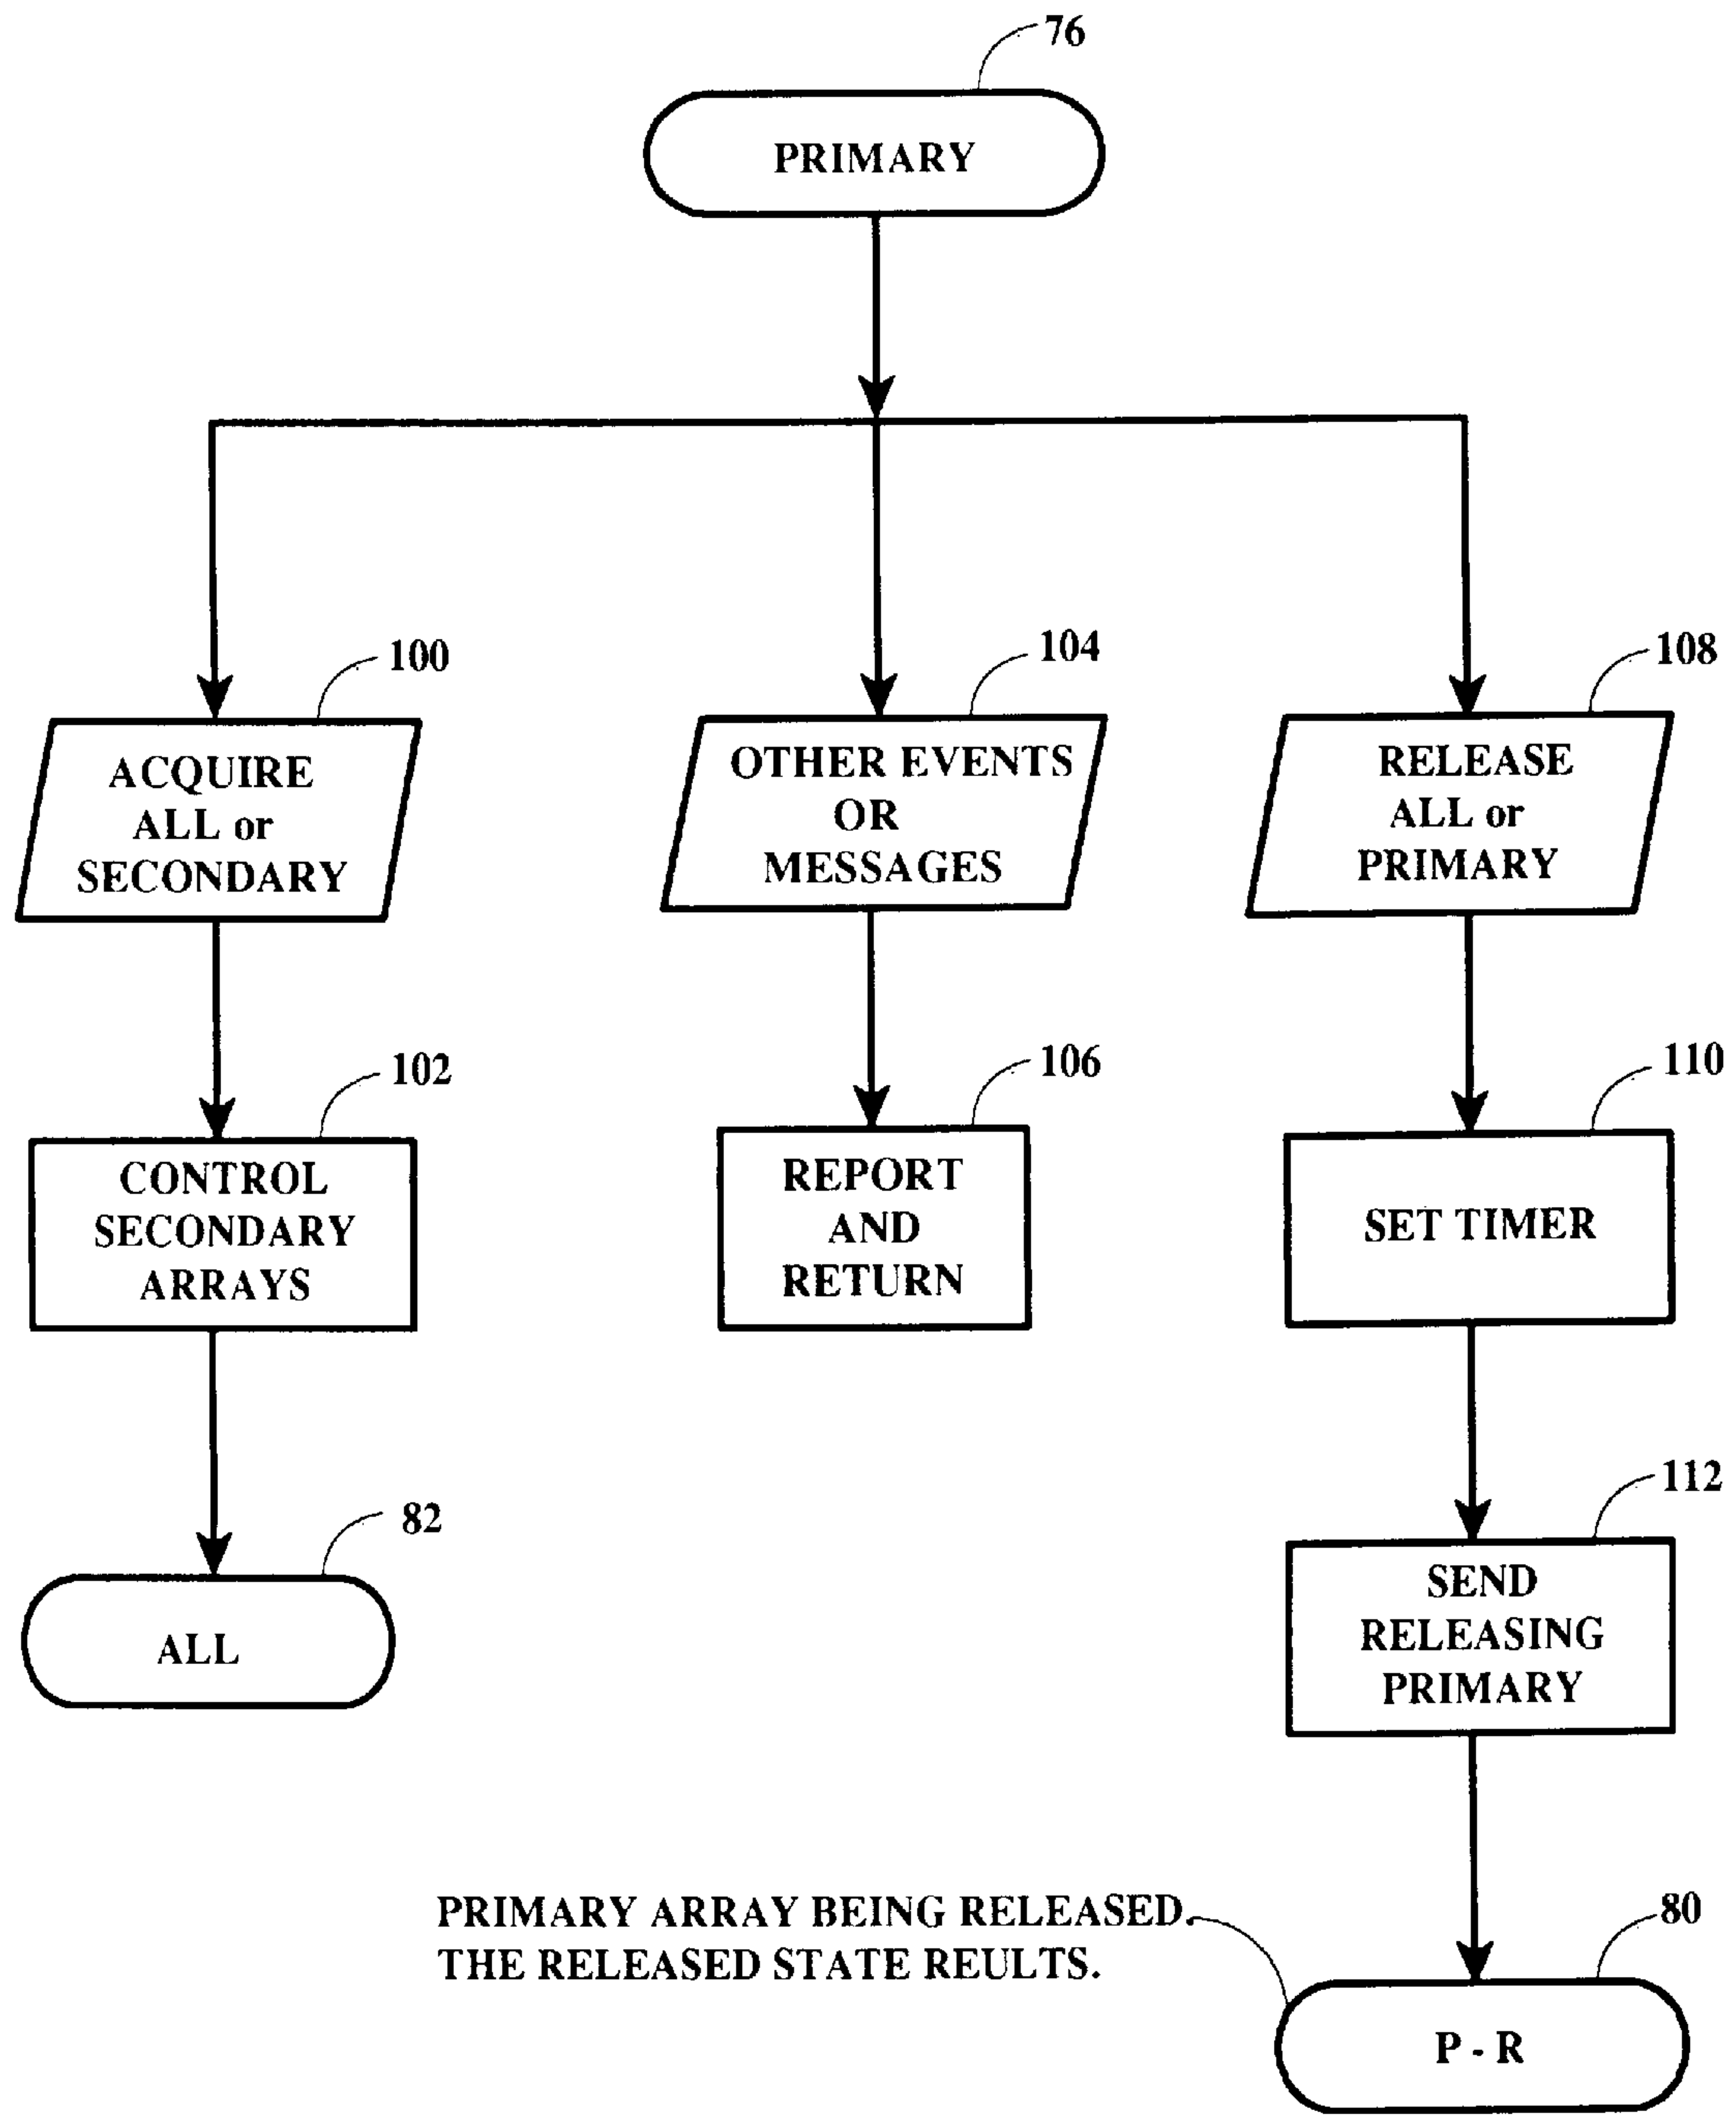 76
PRIMARY
100
ACQUIRE
ALL or
SECONDARY
102
CONTROL
SECONDARY
ARRAYS
82
ALL
104
OTHER EVENTS
OR
MESSAGES
106
REPORT
AND
RETURN
108
RELEASE
ALL or
PRIMARY
110
SET TIMER
112
SEND
RELEASING
PRIMARY
PRIMARY ARRAY BEING RELEASED.
THE RELEASED STATE REULTS.
80
P - R